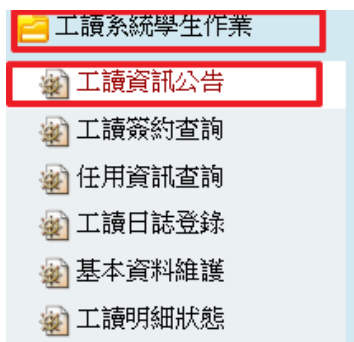 工讀系統學生作業
工讀資訊公告
工讀簽約查詢
任用資訊查詢
工讀日誌登錄
基本資料維護
工讀明細狀態